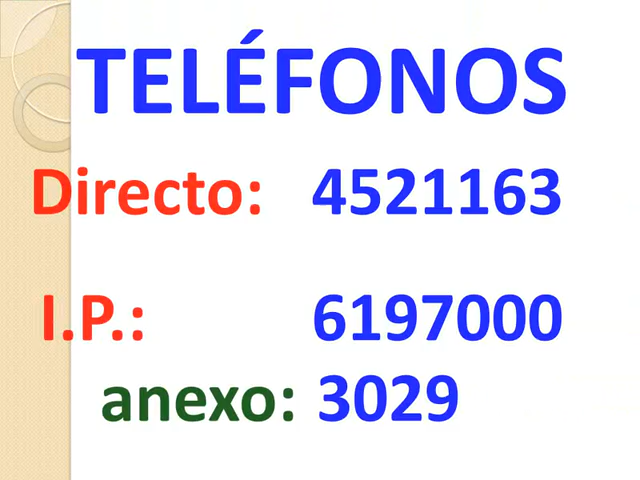 TELÉFONOS
Directo: 4521163
I.P.: 6197000
anexo: 3029